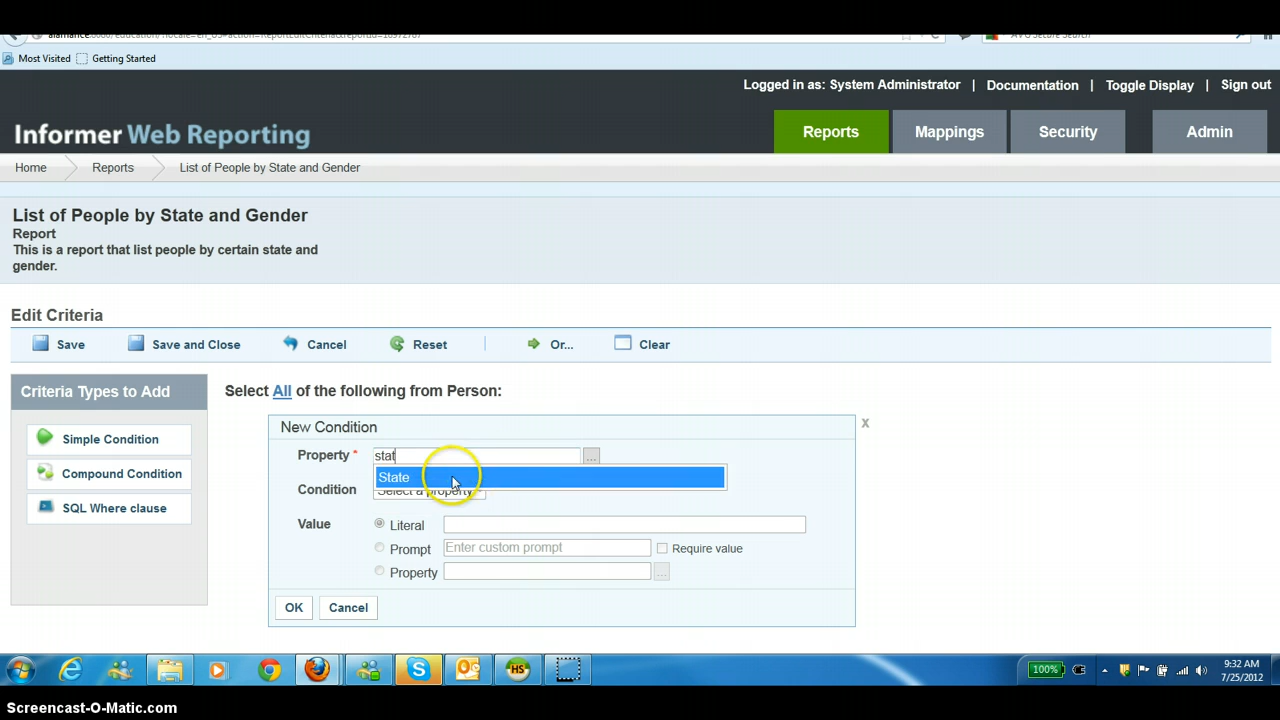 Most Visited Getting Started
Logged in as: System Administrator | Documentation | Toggle Display | Sign out
Informer Web Reporting
Reports Mappings Security Admin
Home Reports List of People by State and Gender
List of People by State and Gender
Report
This is a report that list people by certain state and
gender.
Edit Criteria
Save Save and Close Cancel Reset Or... Clear
Criteria Types to Add
Simple Condition
Compound Condition
SQL Where clause
Select All of the following from Person:
New Condition x
Property * stat ...
State
Condition Select a property
Value Literal
Prompt Enter custom prompt Require value
Property ...
OK Cancel
HS
100% 9:32 AM
7/25/2012
Screencast-O-Matic.com